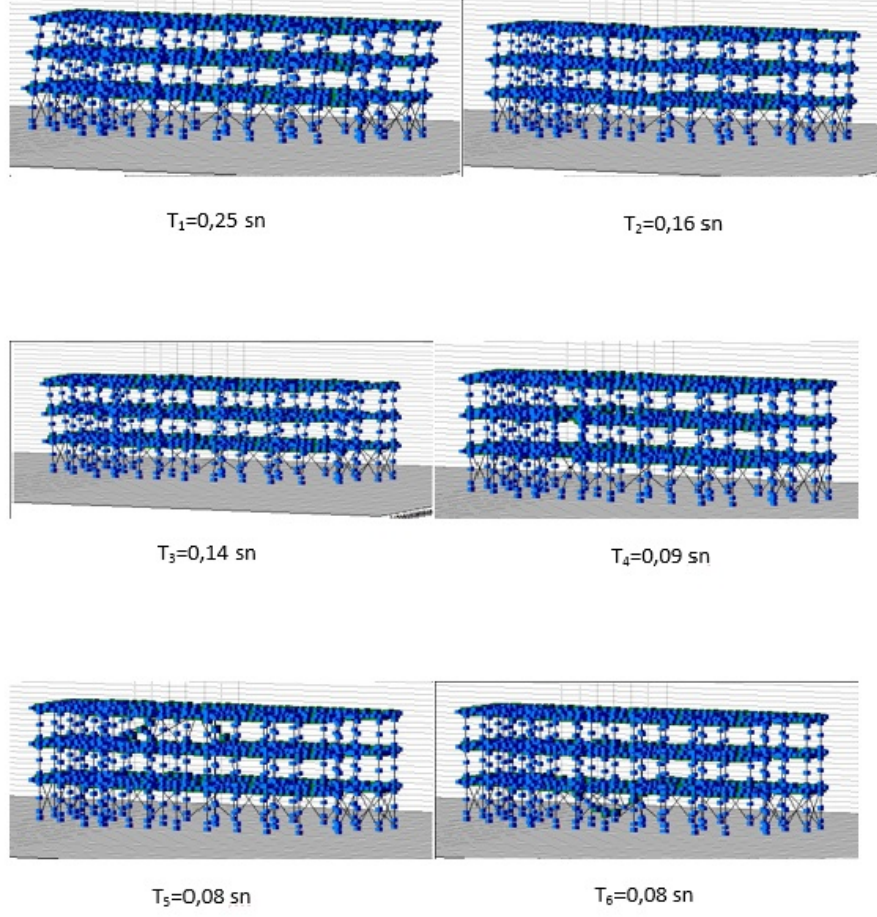 T₁=0,25 sn
T₂=0,16 sn
T₃=0,14 sn
T₄=0,09 sn
T₅=0,08 sn
T₆=0,08 sn